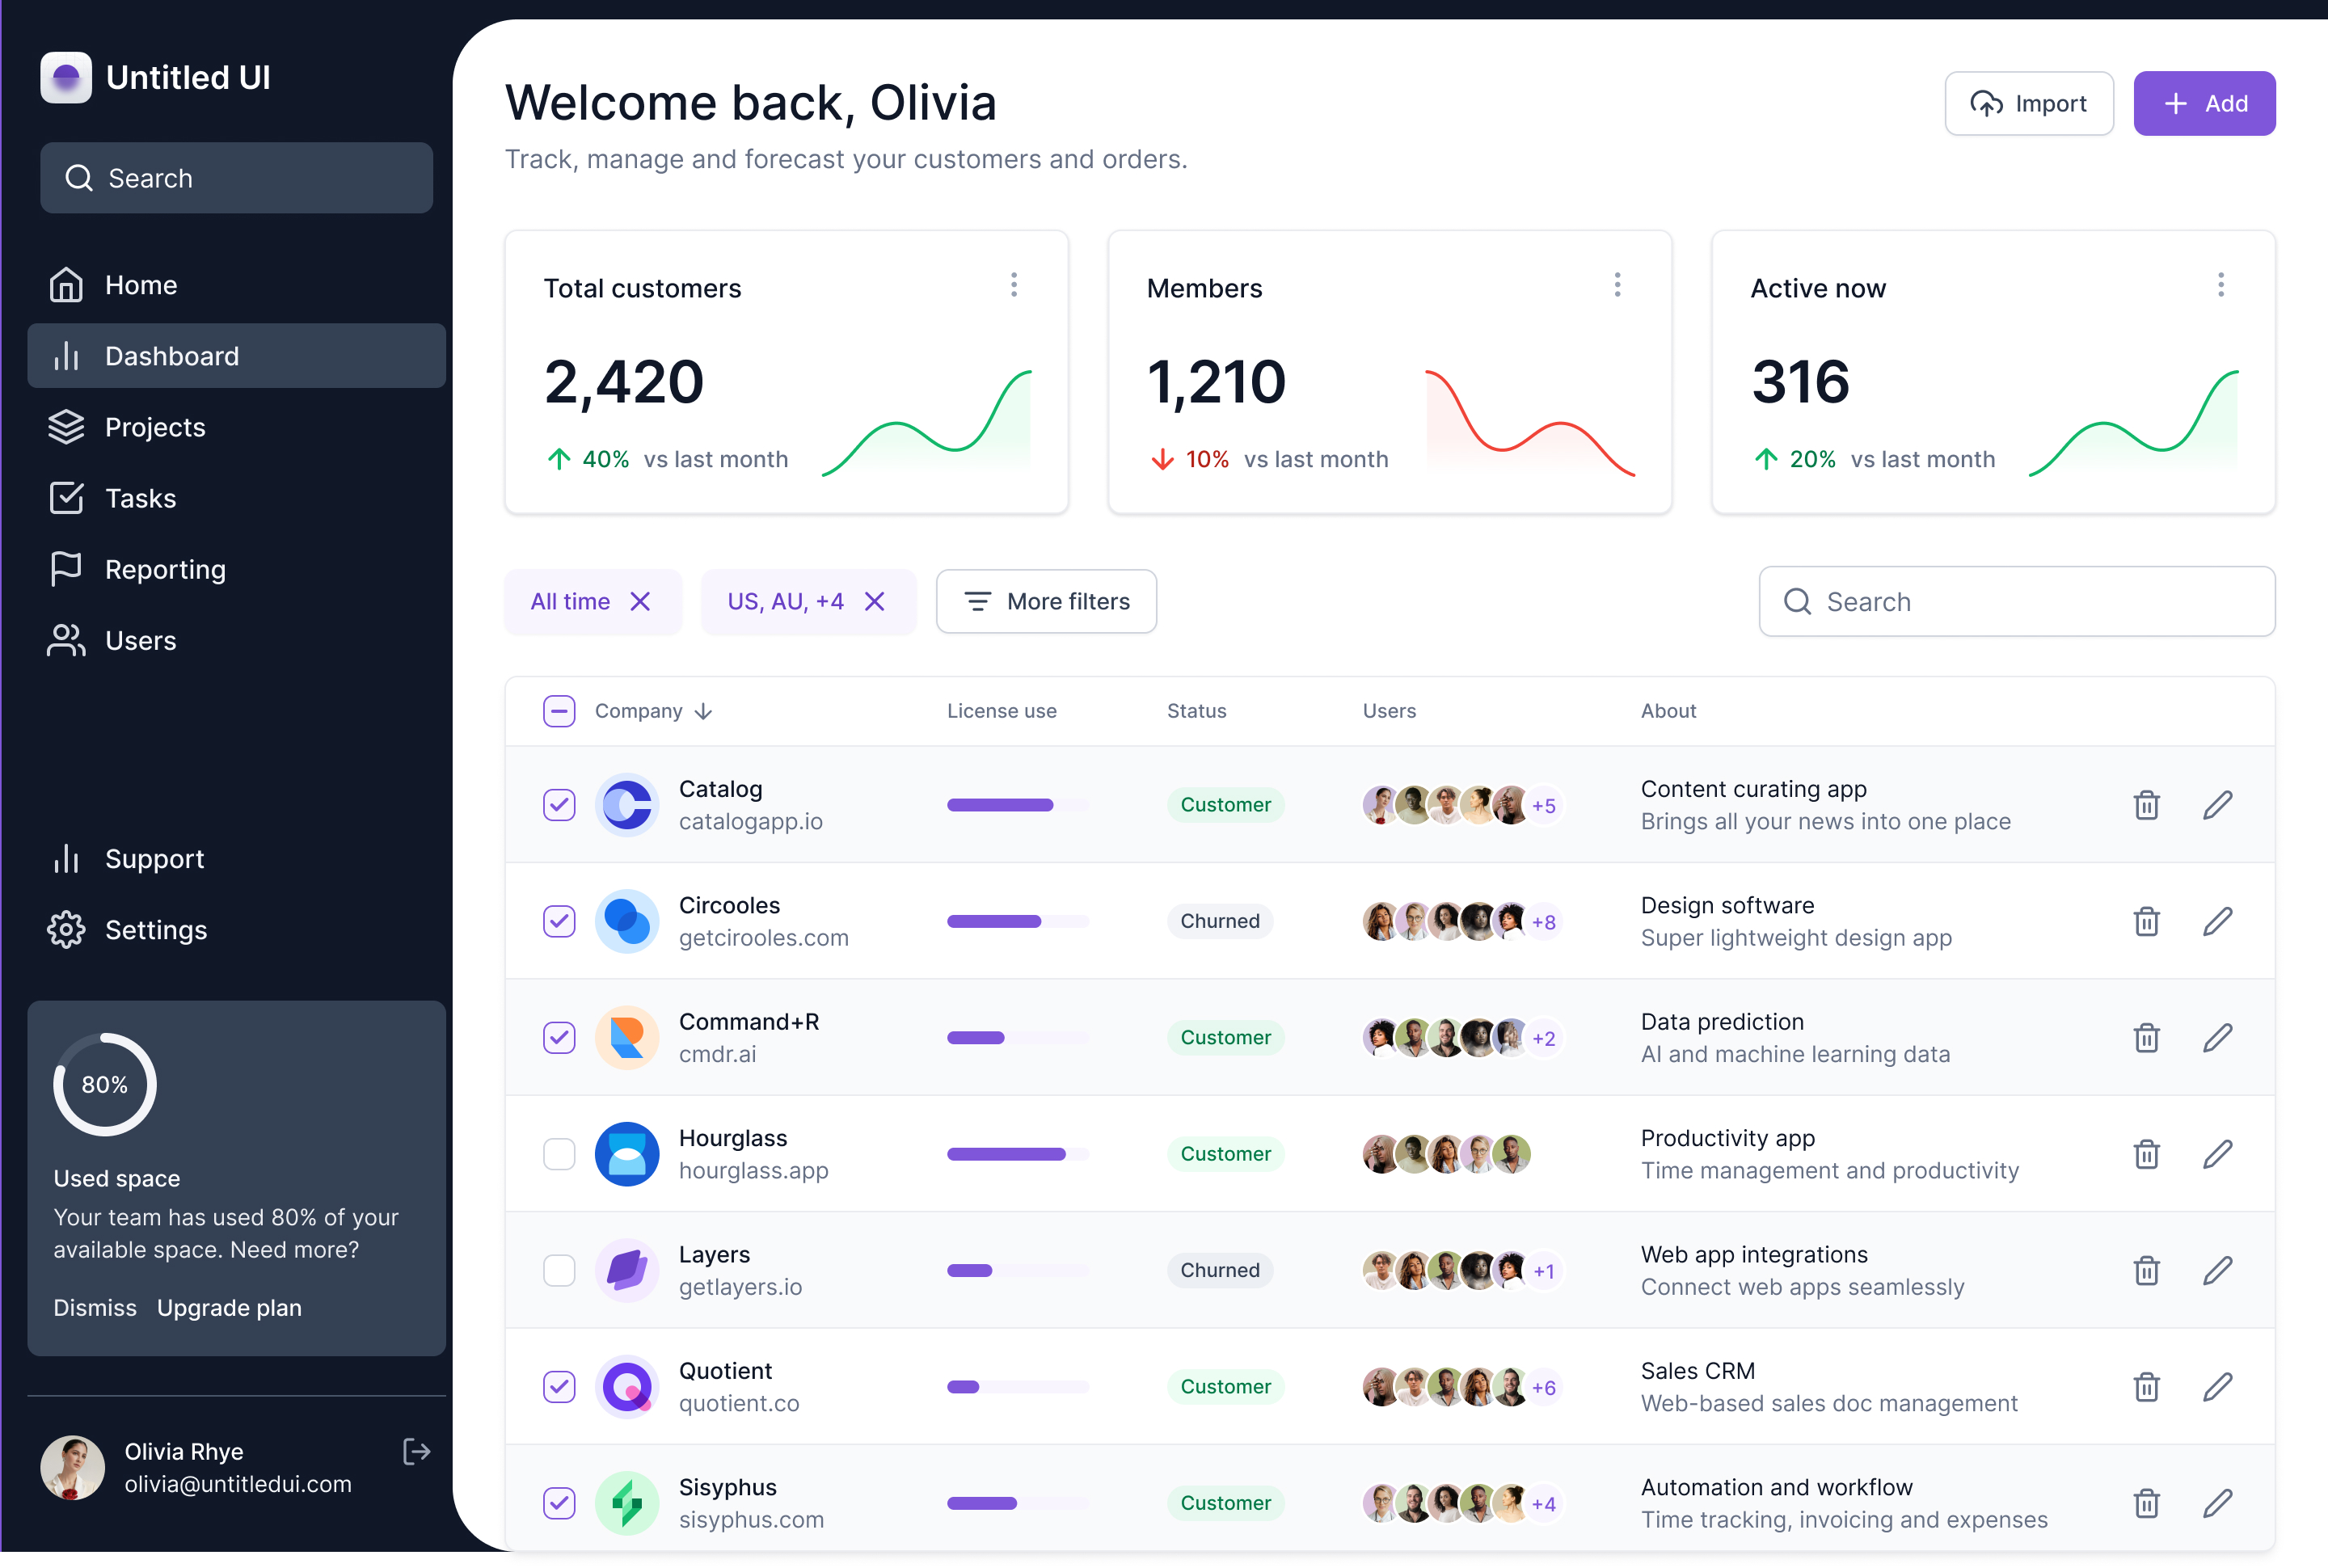 Untitled UI
Search
Home
Dashboard
Projects
Tasks
Reporting
Users
Support
Settings
80%
Used space
Your team has used 80% of your
available space. Need more?
Dismiss Upgrade plan
Olivia Rhye
olivia@untitledui.com
Welcome back, Olivia
Track, manage and forecast your customers and orders.
Import
Add
Total customers
2,420
40% vs last month
Members
1,210
10% vs last month
Active now
316
20% vs last month
All time
US, AU, +4
More filters
Search
Company License use Status Users About
Catalog
catalogapp.io
Customer
+5
Content curating app
Brings all your news into one place
Circooles
getcirooles.com
Churned
+8
Design software
Super lightweight design app
Command+R
cmdr.ai
Customer
+2
Data prediction
AI and machine learning data
Hourglass
hourglass.app
Customer
Productivity app
Time management and productivity
Layers
getlayers.io
Churned
+1
Web app integrations
Connect web apps seamlessly
Quotient
quotient.co
Customer
+6
Sales CRM
Web-based sales doc management
Sisyphus
sisyphus.com
Customer
+4
Automation and workflow
Time tracking, invoicing and expenses